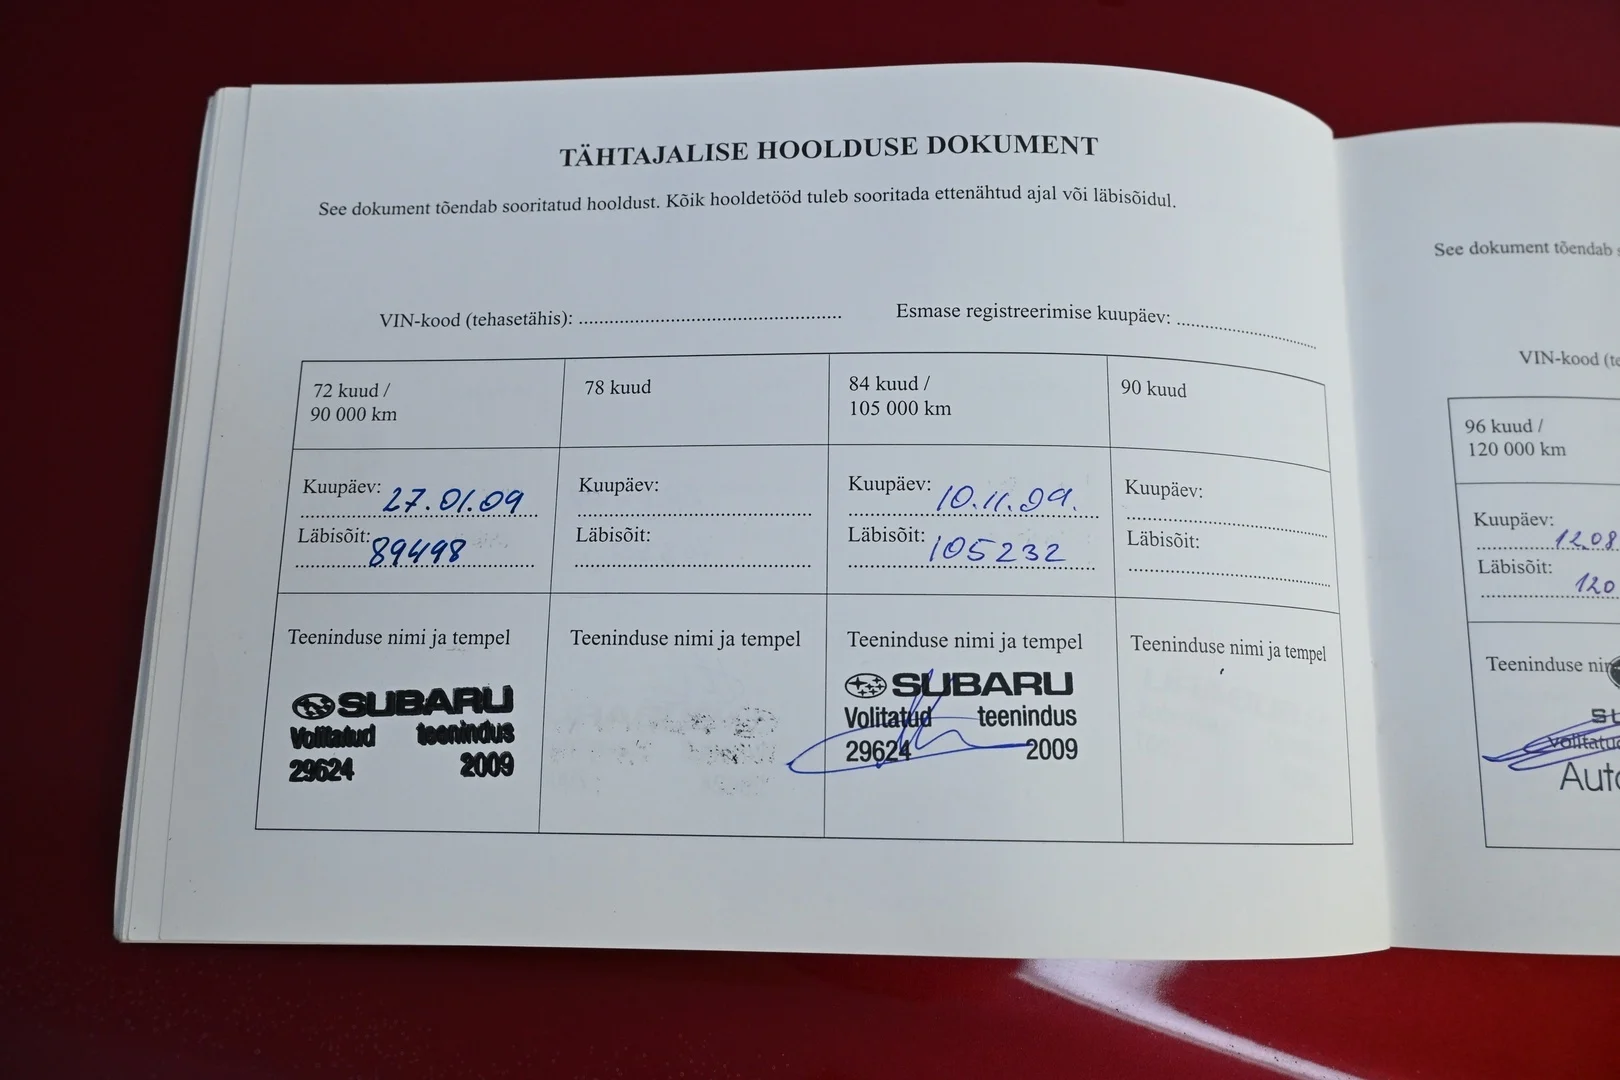 TÄHTAJALISE HOOLDUSE DOKUMENT
See dokument tõendab sooritatud hooldust. Kõik hooldetööd tuleb sooritada ettenähtud ajal või läbisõidul.
VIN-kood (tehasetähis):
Esmase registreerimise kuupäev:
72 kuud /
90 000 km
78 kuud
84 kuud /
105 000 km
90 kuud
Kuupäev: 27.01.09
Läbisõit: 89498
Kuupäev:
Läbisõit:
Kuupäev: 10.11.09.
Läbisõit: 105232
Kuupäev:
Läbisõit:
Teeninduse nimi ja tempel
SUBARU
Volitatud teenindus
29624 2009
Teeninduse nimi ja tempel
Teeninduse nimi ja tempel
SUBARU
Volitatud teenindus
29624 2009
Teeninduse nimi ja tempel
See dokument tõendab
VIN-kood
96 kuud /
120 000 km
Kuupäev: 12.08
Läbisõit: 120
Teeninduse